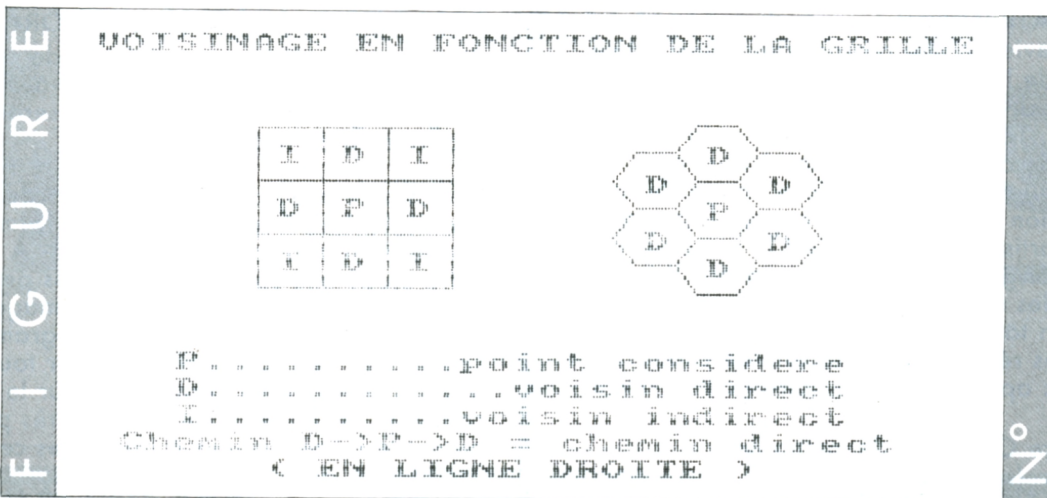 FIGURE
VOISINAGE EN FONCTION DE LA GRILLE
N° 1
I D I
D P D
I D I
D
D D
P
D D
D
P............point considere
D...............voisin direct
I............voisin indirect
Chemin D->P->D = chemin direct
( EN LIGNE DROITE )